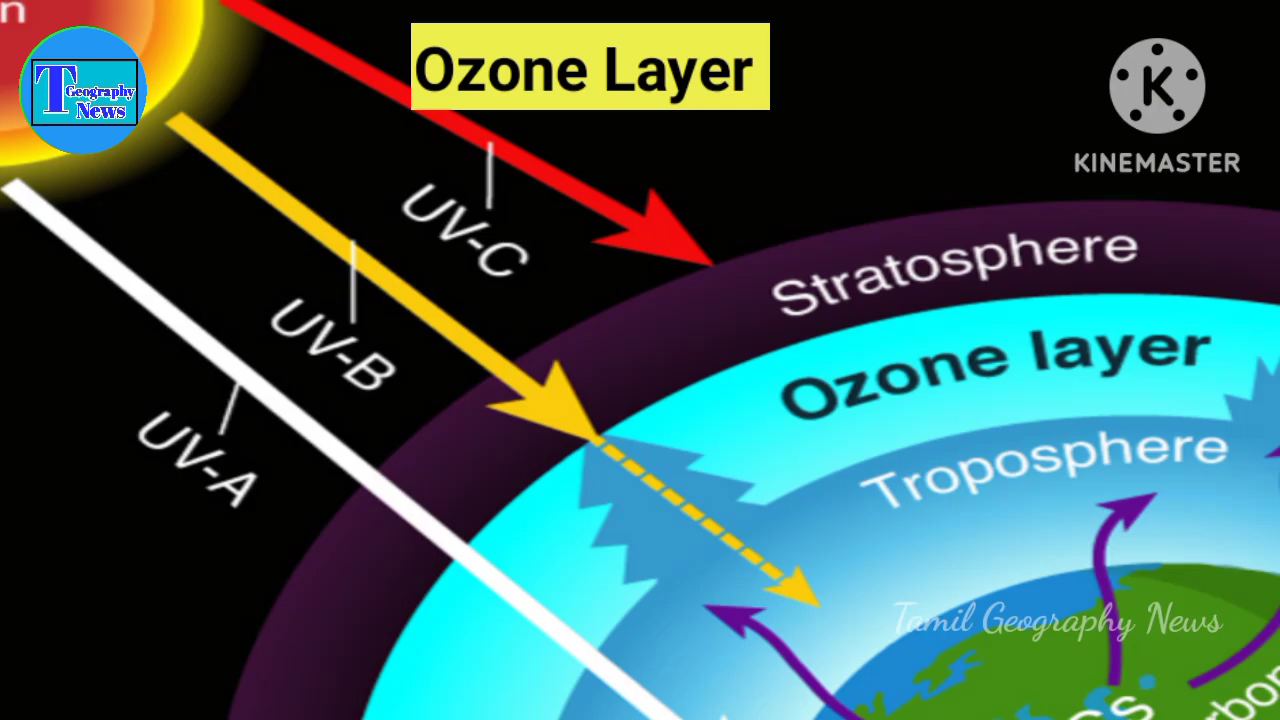 n
T
Geography
News
Ozone Layer
K
KINEMASTER
UV-C
UV-B
UV-A
Stratosphere
Ozone layer
Troposphere
Tamil Geography News